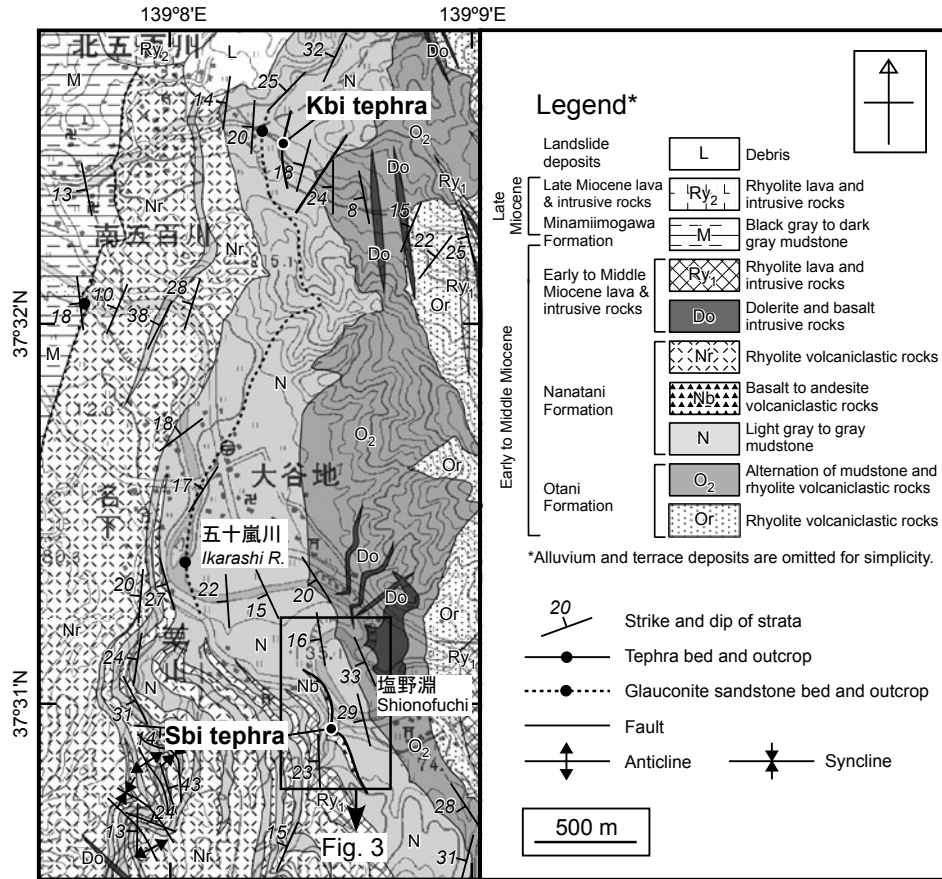 139°8′E
139°9′E
37°32′N
37°31′N
北五百川
Ry₂
L
32
N
Do
M
25
14
Kbi tephra
O₂
20
18
24
Do
8
15
Ry₁
13
Nr
南五百川
Nr
22
25
Do
Ry₁
Or
18
10
38
28
M
N
18
O₂
大谷地
Or
17
名下
五十嵐川
Ikarashi R.
Do
20
27
22
15
20
Do
Nr
N
16
33
Ry₁
24
N
Nb
塩野淵
Shionofuchi
31
29
Sbi tephra
O₂
14
43
23
24
Ry₁
13
15
28
Do
Nr
Fig. 3
N
31
Legend*
Landslide deposits
L
Debris
Late Miocene
Late Miocene lava & intrusive rocks
Ry₂
Rhyolite lava and intrusive rocks
Minamiimogawa Formation
M
Black gray to dark gray mudstone
Early to Middle Miocene
Early to Middle Miocene lava & intrusive rocks
Ry₁
Rhyolite lava and intrusive rocks
Do
Dolerite and basalt intrusive rocks
Nanatani Formation
Nr
Rhyolite volcaniclastic rocks
Nb
Basalt to andesite volcaniclastic rocks
N
Light gray to gray mudstone
Otani Formation
O₂
Alternation of mudstone and rhyolite volcaniclastic rocks
Or
Rhyolite volcaniclastic rocks
*Alluvium and terrace deposits are omitted for simplicity.
20
Strike and dip of strata
Tephra bed and outcrop
Glauconite sandstone bed and outcrop
Fault
Anticline
Syncline
500 m